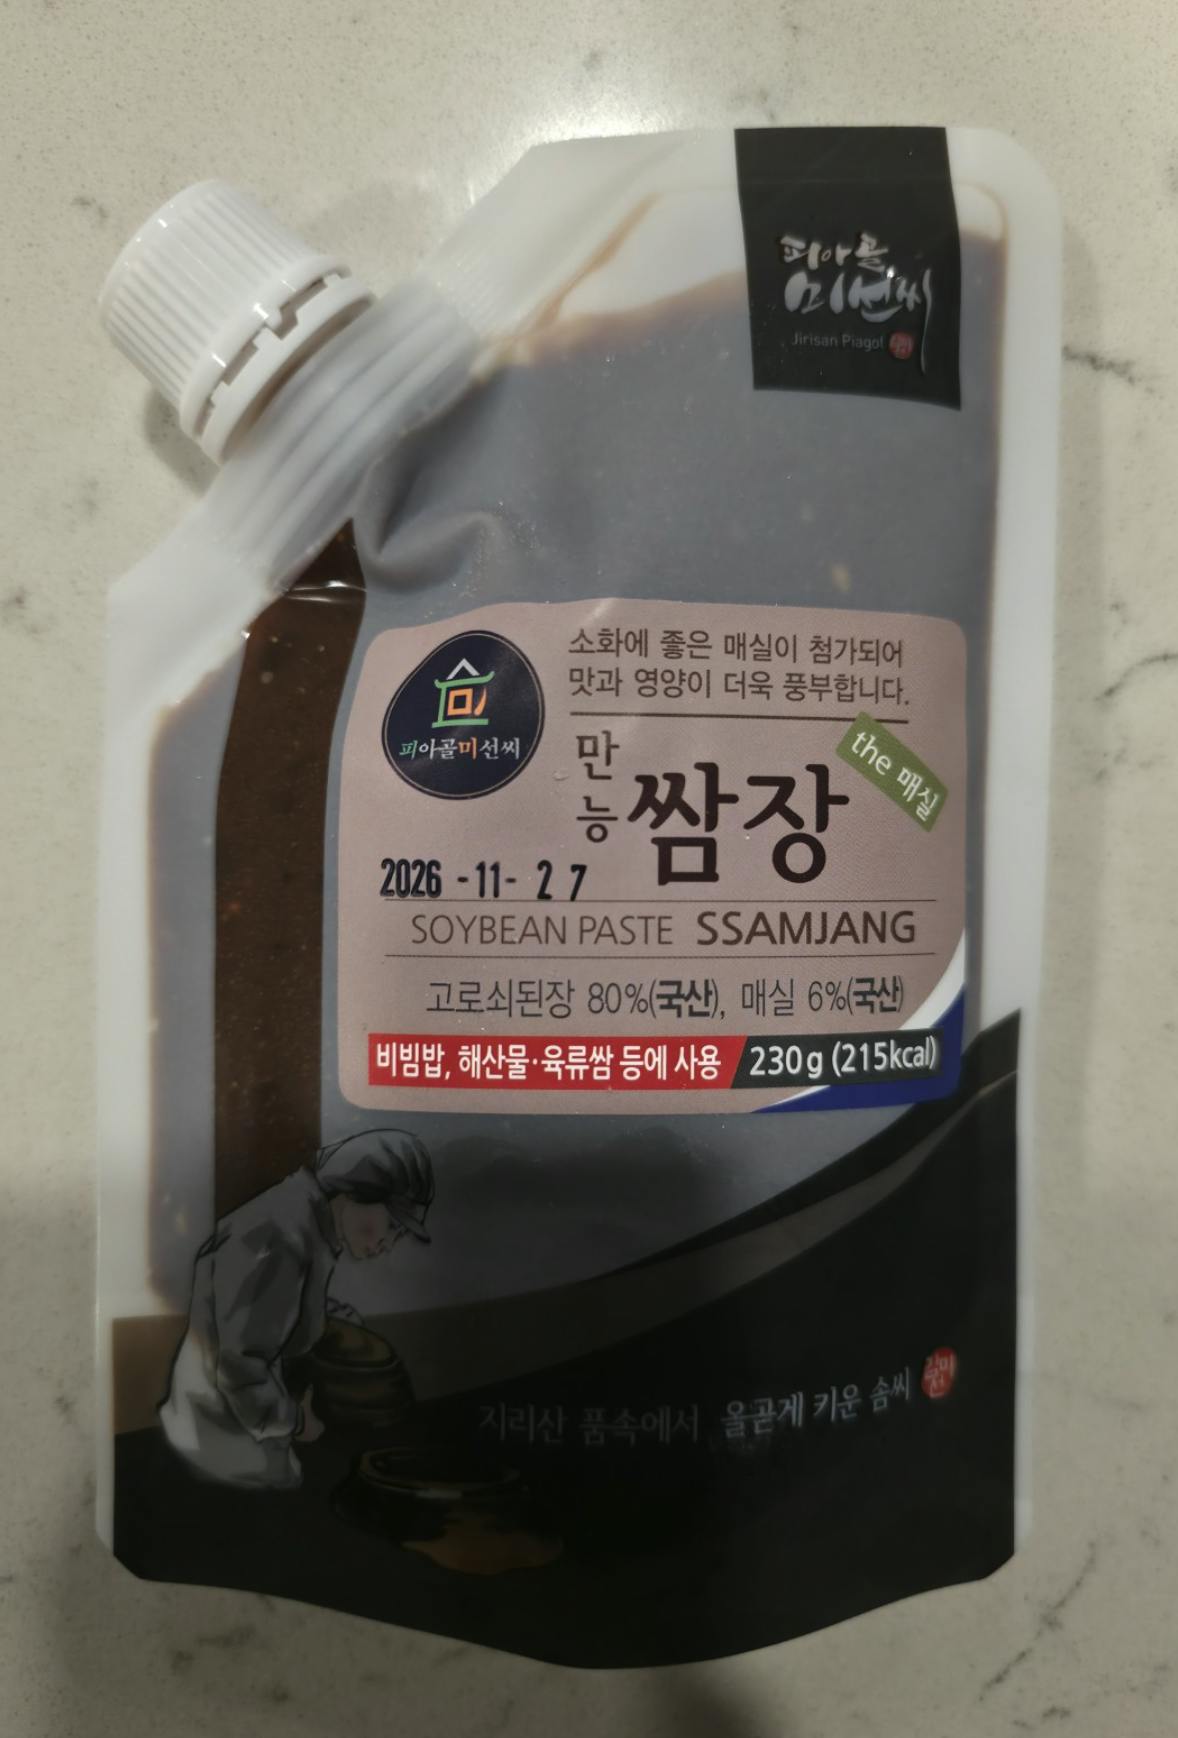 피아골
미선씨
Jirisan Piagol
소화에 좋은 매실이 첨가되어
맛과 영양이 더욱 풍부합니다.
피아골미선씨
만능 쌈장
the 매실
2026 -11- 27
SOYBEAN PASTE SSAMJANG
고로쇠된장 80%(국산), 매실 6%(국산)
비빔밥, 해산물·육류쌈 등에 사용 230g (215kcal)
지리산 품속에서 올곧게 키운 솜씨